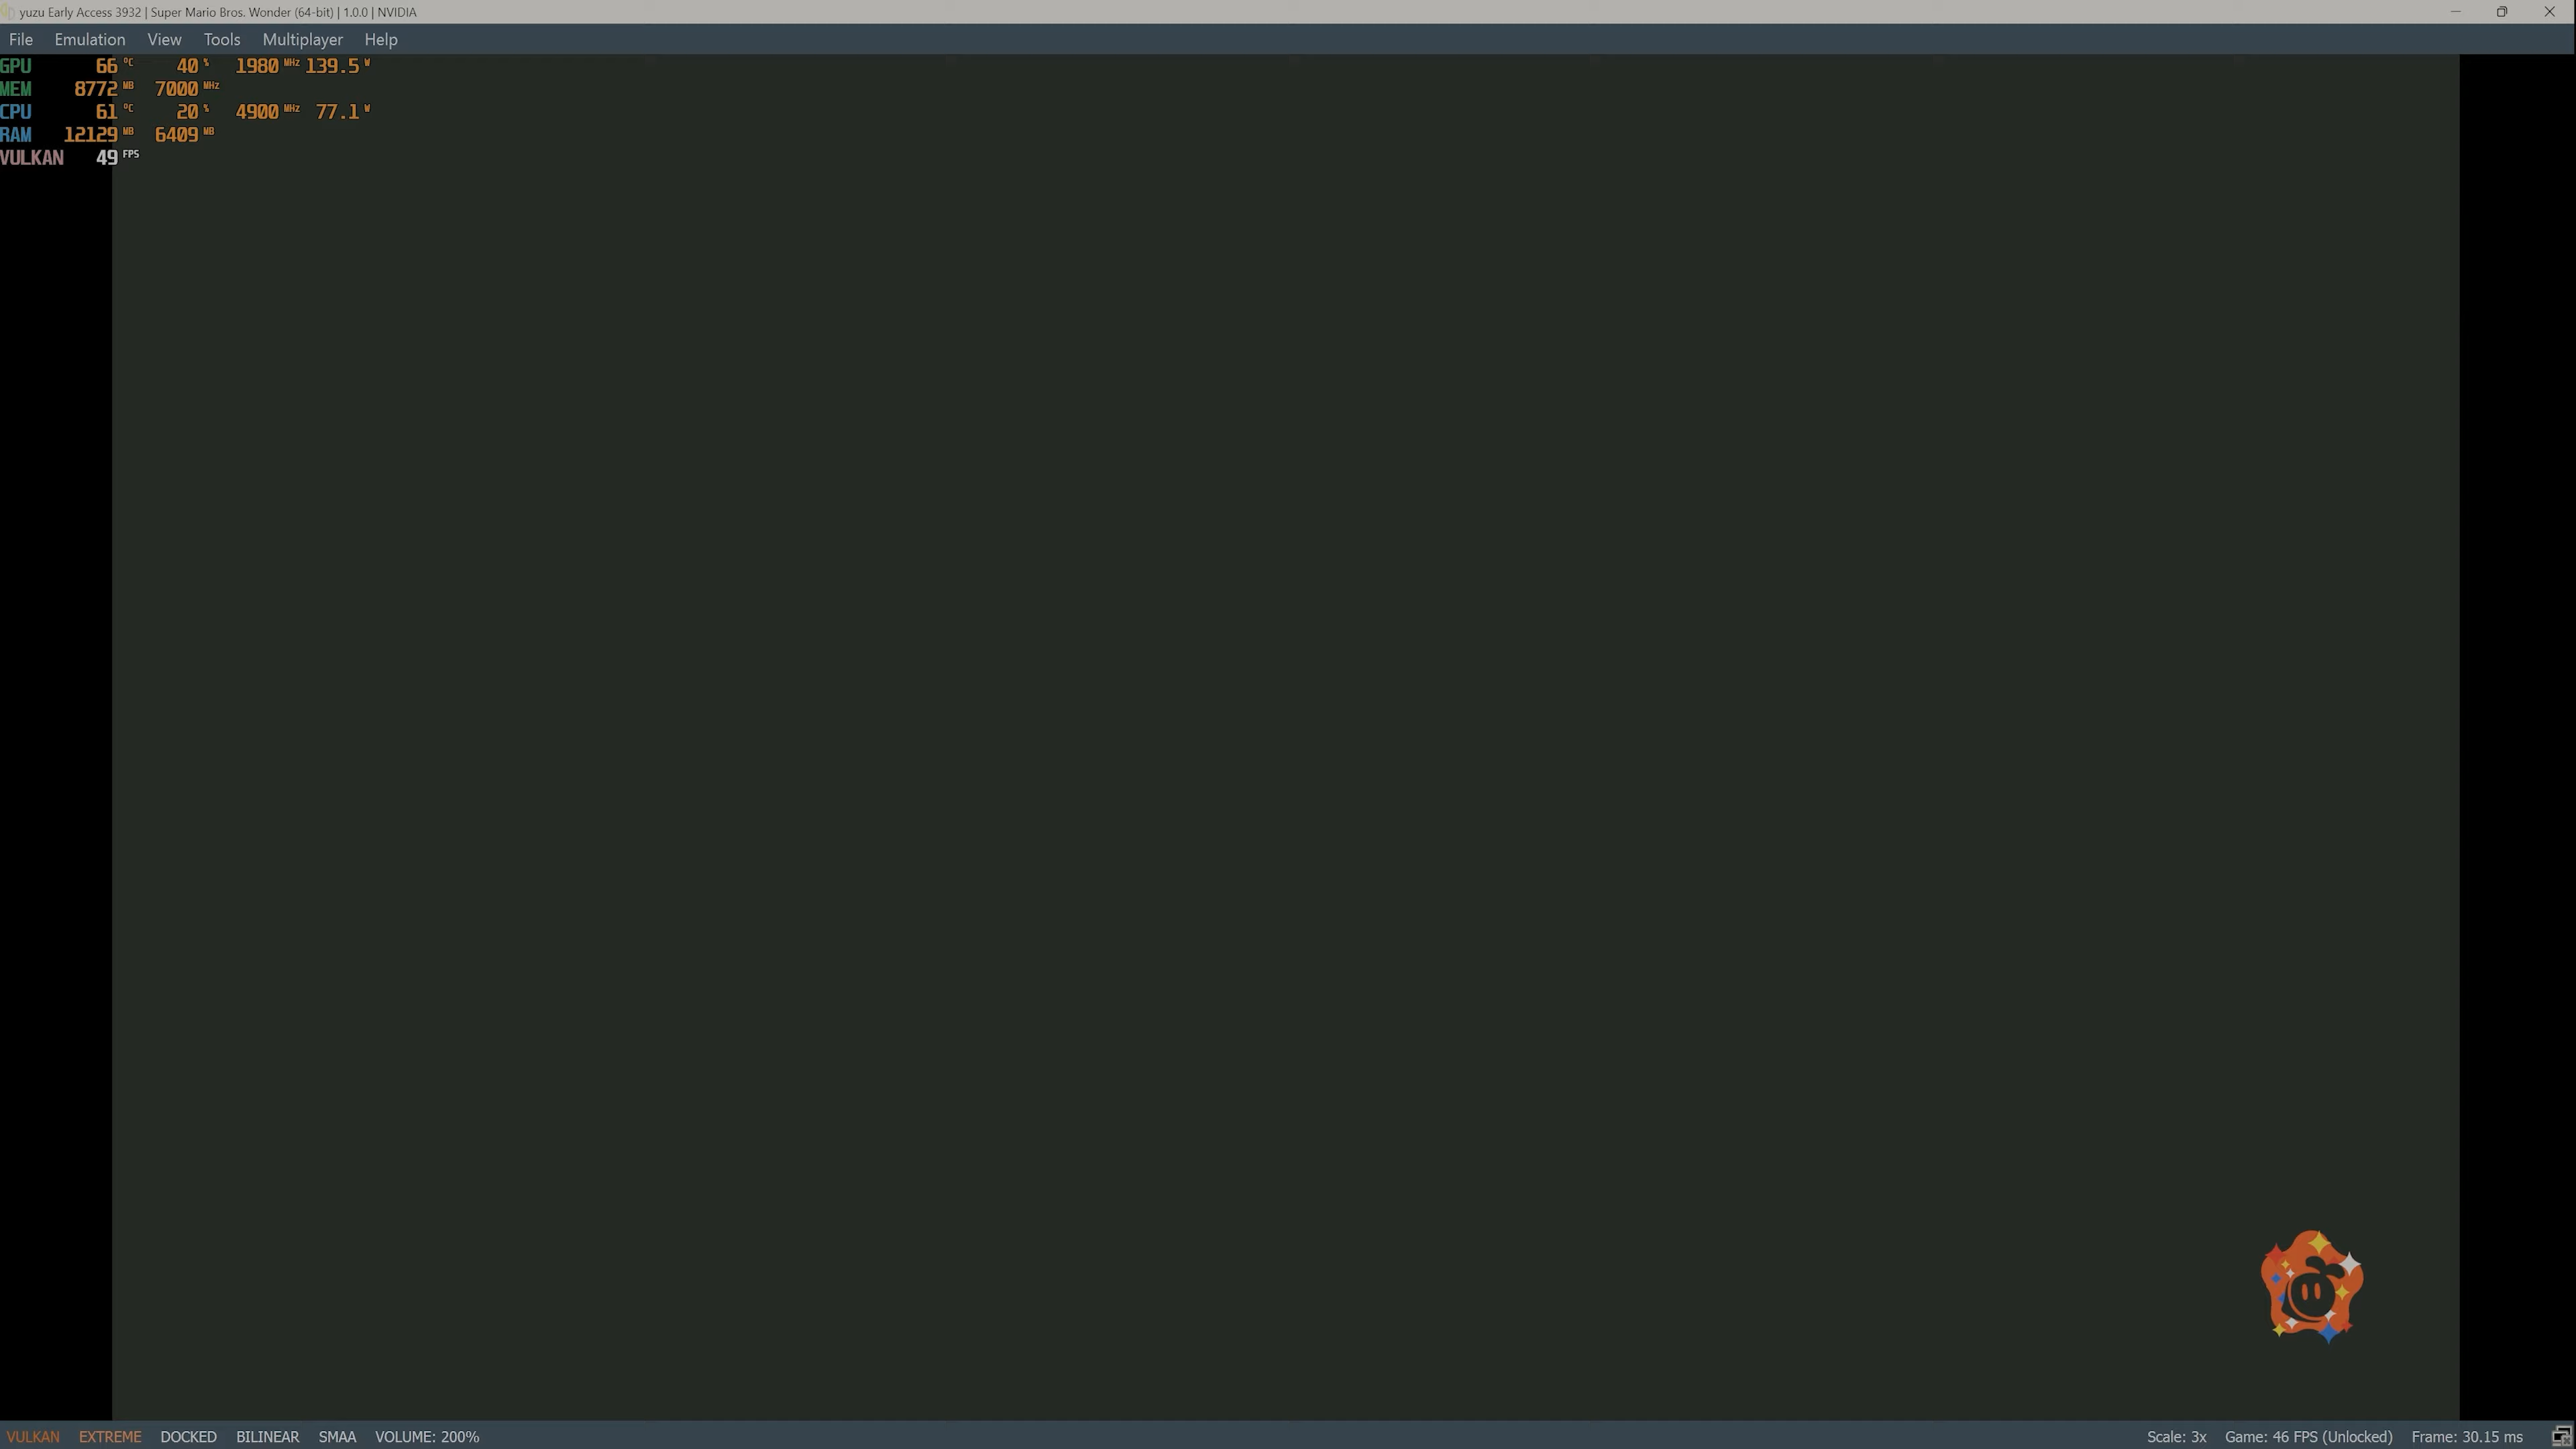 yuzu Early Access 3932 | Super Mario Bros. Wonder (64-bit) | 1.0.0 | NVIDIA
File Emulation View Tools Multiplayer Help
GPU 66 °C 40 % 1980 MHz 139.5 W
MEM 8772 MB 7000 MHz
CPU 61 °C 20 % 4900 MHz 77.1 W
RAM 12129 MB 6409 MB
VULKAN 49 FPS
VULKAN EXTREME DOCKED BILINEAR SMAA VOLUME: 200% Scale: 3x Game: 46 FPS (Unlocked) Frame: 30.15 ms